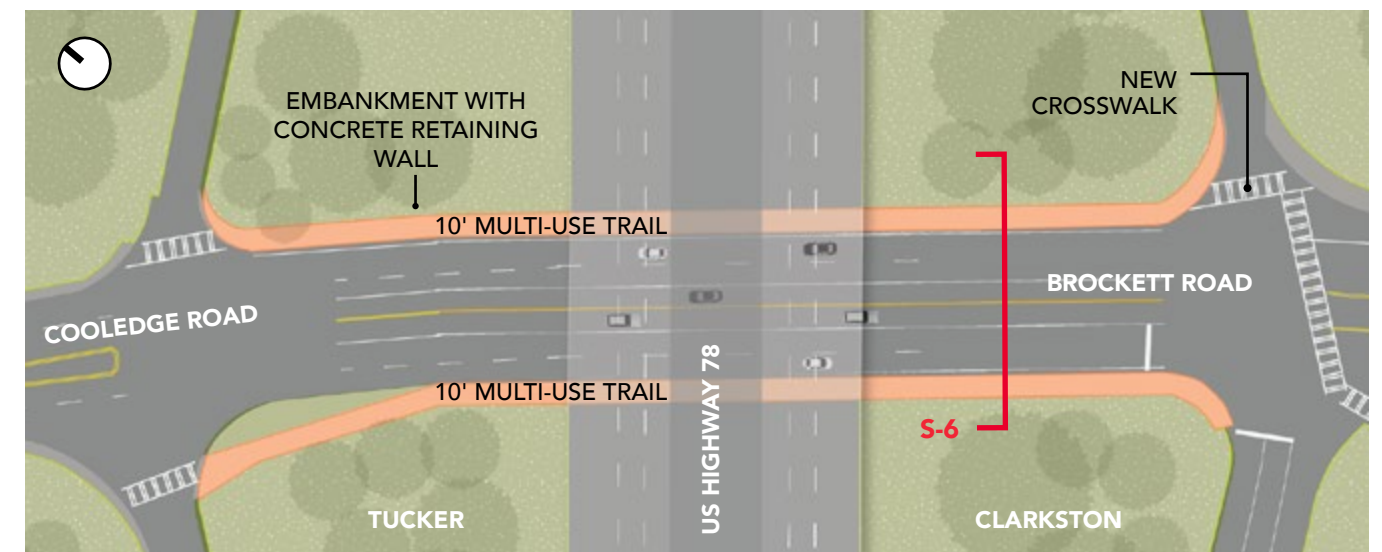 EMBANKMENT WITH
CONCRETE RETAINING
WALL
NEW
CROSSWALK
10' MULTI-USE TRAIL
COOLEDGE ROAD
BROCKETT ROAD
US HIGHWAY 78
10' MULTI-USE TRAIL
S-6
TUCKER
CLARKSTON